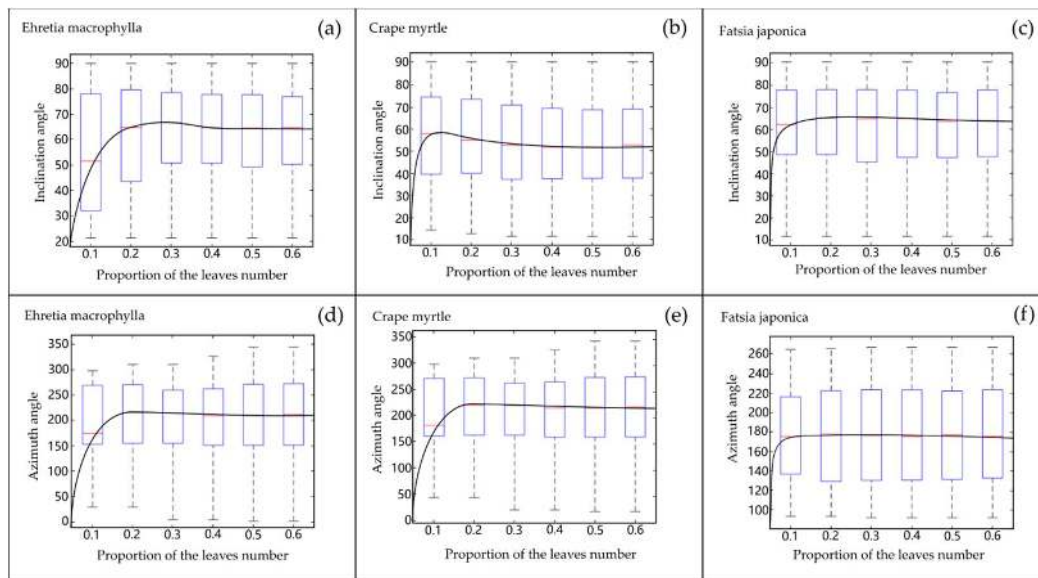 Ehretia macrophylla (a)
90
80
70
60
50
40
30
20
Inclination angle
0.1 0.2 0.3 0.4 0.5 0.6
Proportion of the leaves number
Crape myrtle (b)
90
80
70
60
50
40
30
20
10
Inclination angle
0.1 0.2 0.3 0.4 0.5 0.6
Proportion of the leaves number
Fatsia japonica (c)
90
80
70
60
50
40
30
20
10
Inclination angle
0.1 0.2 0.3 0.4 0.5 0.6
Proportion of the leaves number
Ehretia macrophylla (d)
350
300
250
200
150
100
50
0
Azimuth angle
0.1 0.2 0.3 0.4 0.5 0.6
Proportion of the leaves number
Crape myrtle (e)
350
300
250
200
150
100
50
0
Azimuth angle
0.1 0.2 0.3 0.4 0.5 0.6
Proportion of the leaves number
Fatsia japonica (f)
260
240
220
200
180
160
140
120
100
Azimuth angle
0.1 0.2 0.3 0.4 0.5 0.6
Proportion of the leaves number